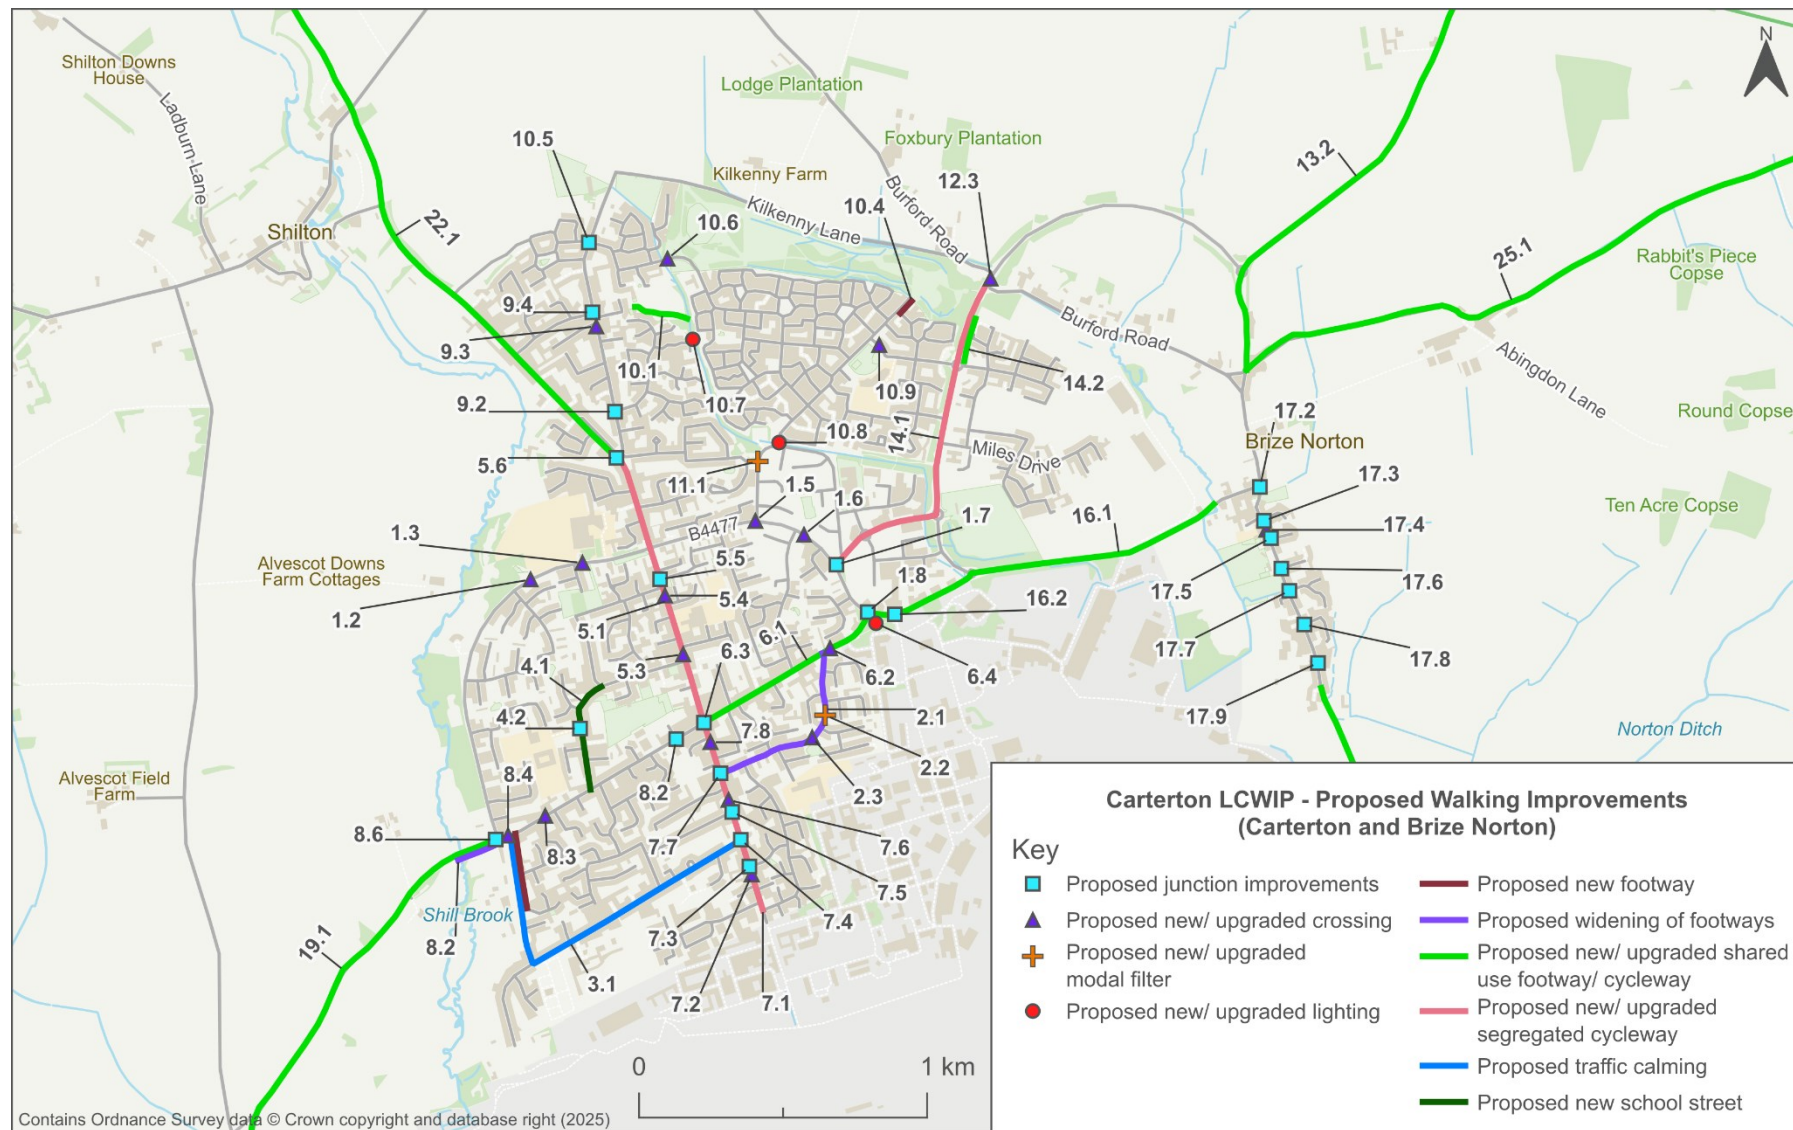 Shilton Downs
House
Ladburn Lane
Lodge Plantation
N
10.5
Foxbury Plantation
13.2
Kilkenny Farm
12.3
Burford Road
10.4
Kilkenny Lane
10.6
22.1
Shilton
25.1
Rabbit's Piece
Copse
9.4
9.3
10.1
Burford Road
Abingdon Lane
10.9
14.2
10.7
9.2
17.2
Round Copse
10.8
14.1
Brize Norton
Miles Drive
5.6
11.1
1.5
1.6
17.3
Ten Acre Copse
B4477
1.7
16.1
17.4
1.3
Alvescot Downs
Farm Cottages
5.5
1.8
17.5
17.6
5.4
16.2
1.2
5.1
6.1
6.3
4.1
5.3
6.2
6.4
17.7
17.8
4.2
2.1
17.9
7.8
Norton Ditch
8.4
2.2
Alvescot Field
Farm
8.2
2.3
8.6
7.7
7.6
8.3
7.5
Shill Brook
7.4
7.3
8.2
19.1
3.1
7.2
7.1
0
1 km
Contains Ordnance Survey data © Crown copyright and database right (2025)
Carterton LCWIP - Proposed Walking Improvements
(Carterton and Brize Norton)
Key
Proposed junction improvements
Proposed new/ upgraded crossing
Proposed new/ upgraded
modal filter
Proposed new/ upgraded lighting
Proposed new footway
Proposed widening of footways
Proposed new/ upgraded shared
use footway/ cycleway
Proposed new/ upgraded
segregated cycleway
Proposed traffic calming
Proposed new school street